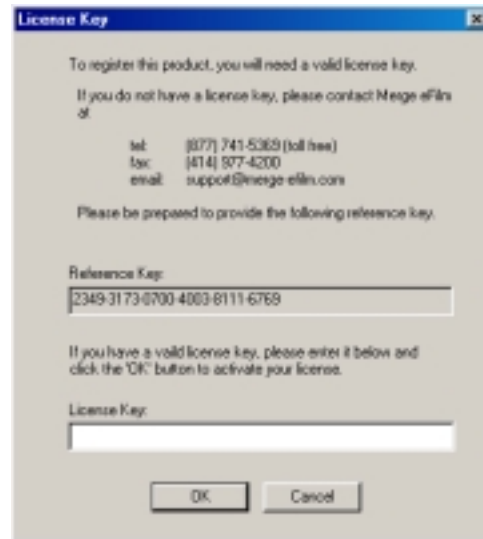 License Key
To register this product, you will need a valid license key.
If you do not have a license key, please contact Merge eFilm
at
tel: (877) 741-5369 (toll free)
fax: (414) 977-4200
email: support@merge-efilm.com
Please be prepared to provide the following reference key.
Reference Key:
2349-3173-0700-4003-8111-6769
If you have a valid license key, please enter it below and
click the 'OK' button to activate your license.
License Key:
OK Cancel